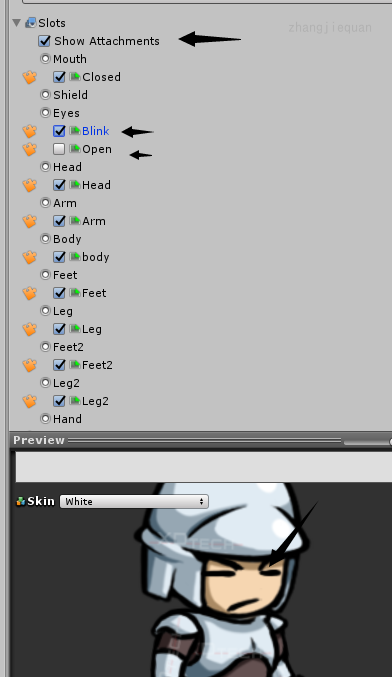 Slots
zhangjiequan
Show Attachments
Mouth
Closed
Shield
Eyes
Blink
Open
Head
Head
Arm
Arm
Body
body
Feet
Feet
Leg
Leg
Feet2
Feet2
Leg2
Leg2
Hand
Preview
Skin White